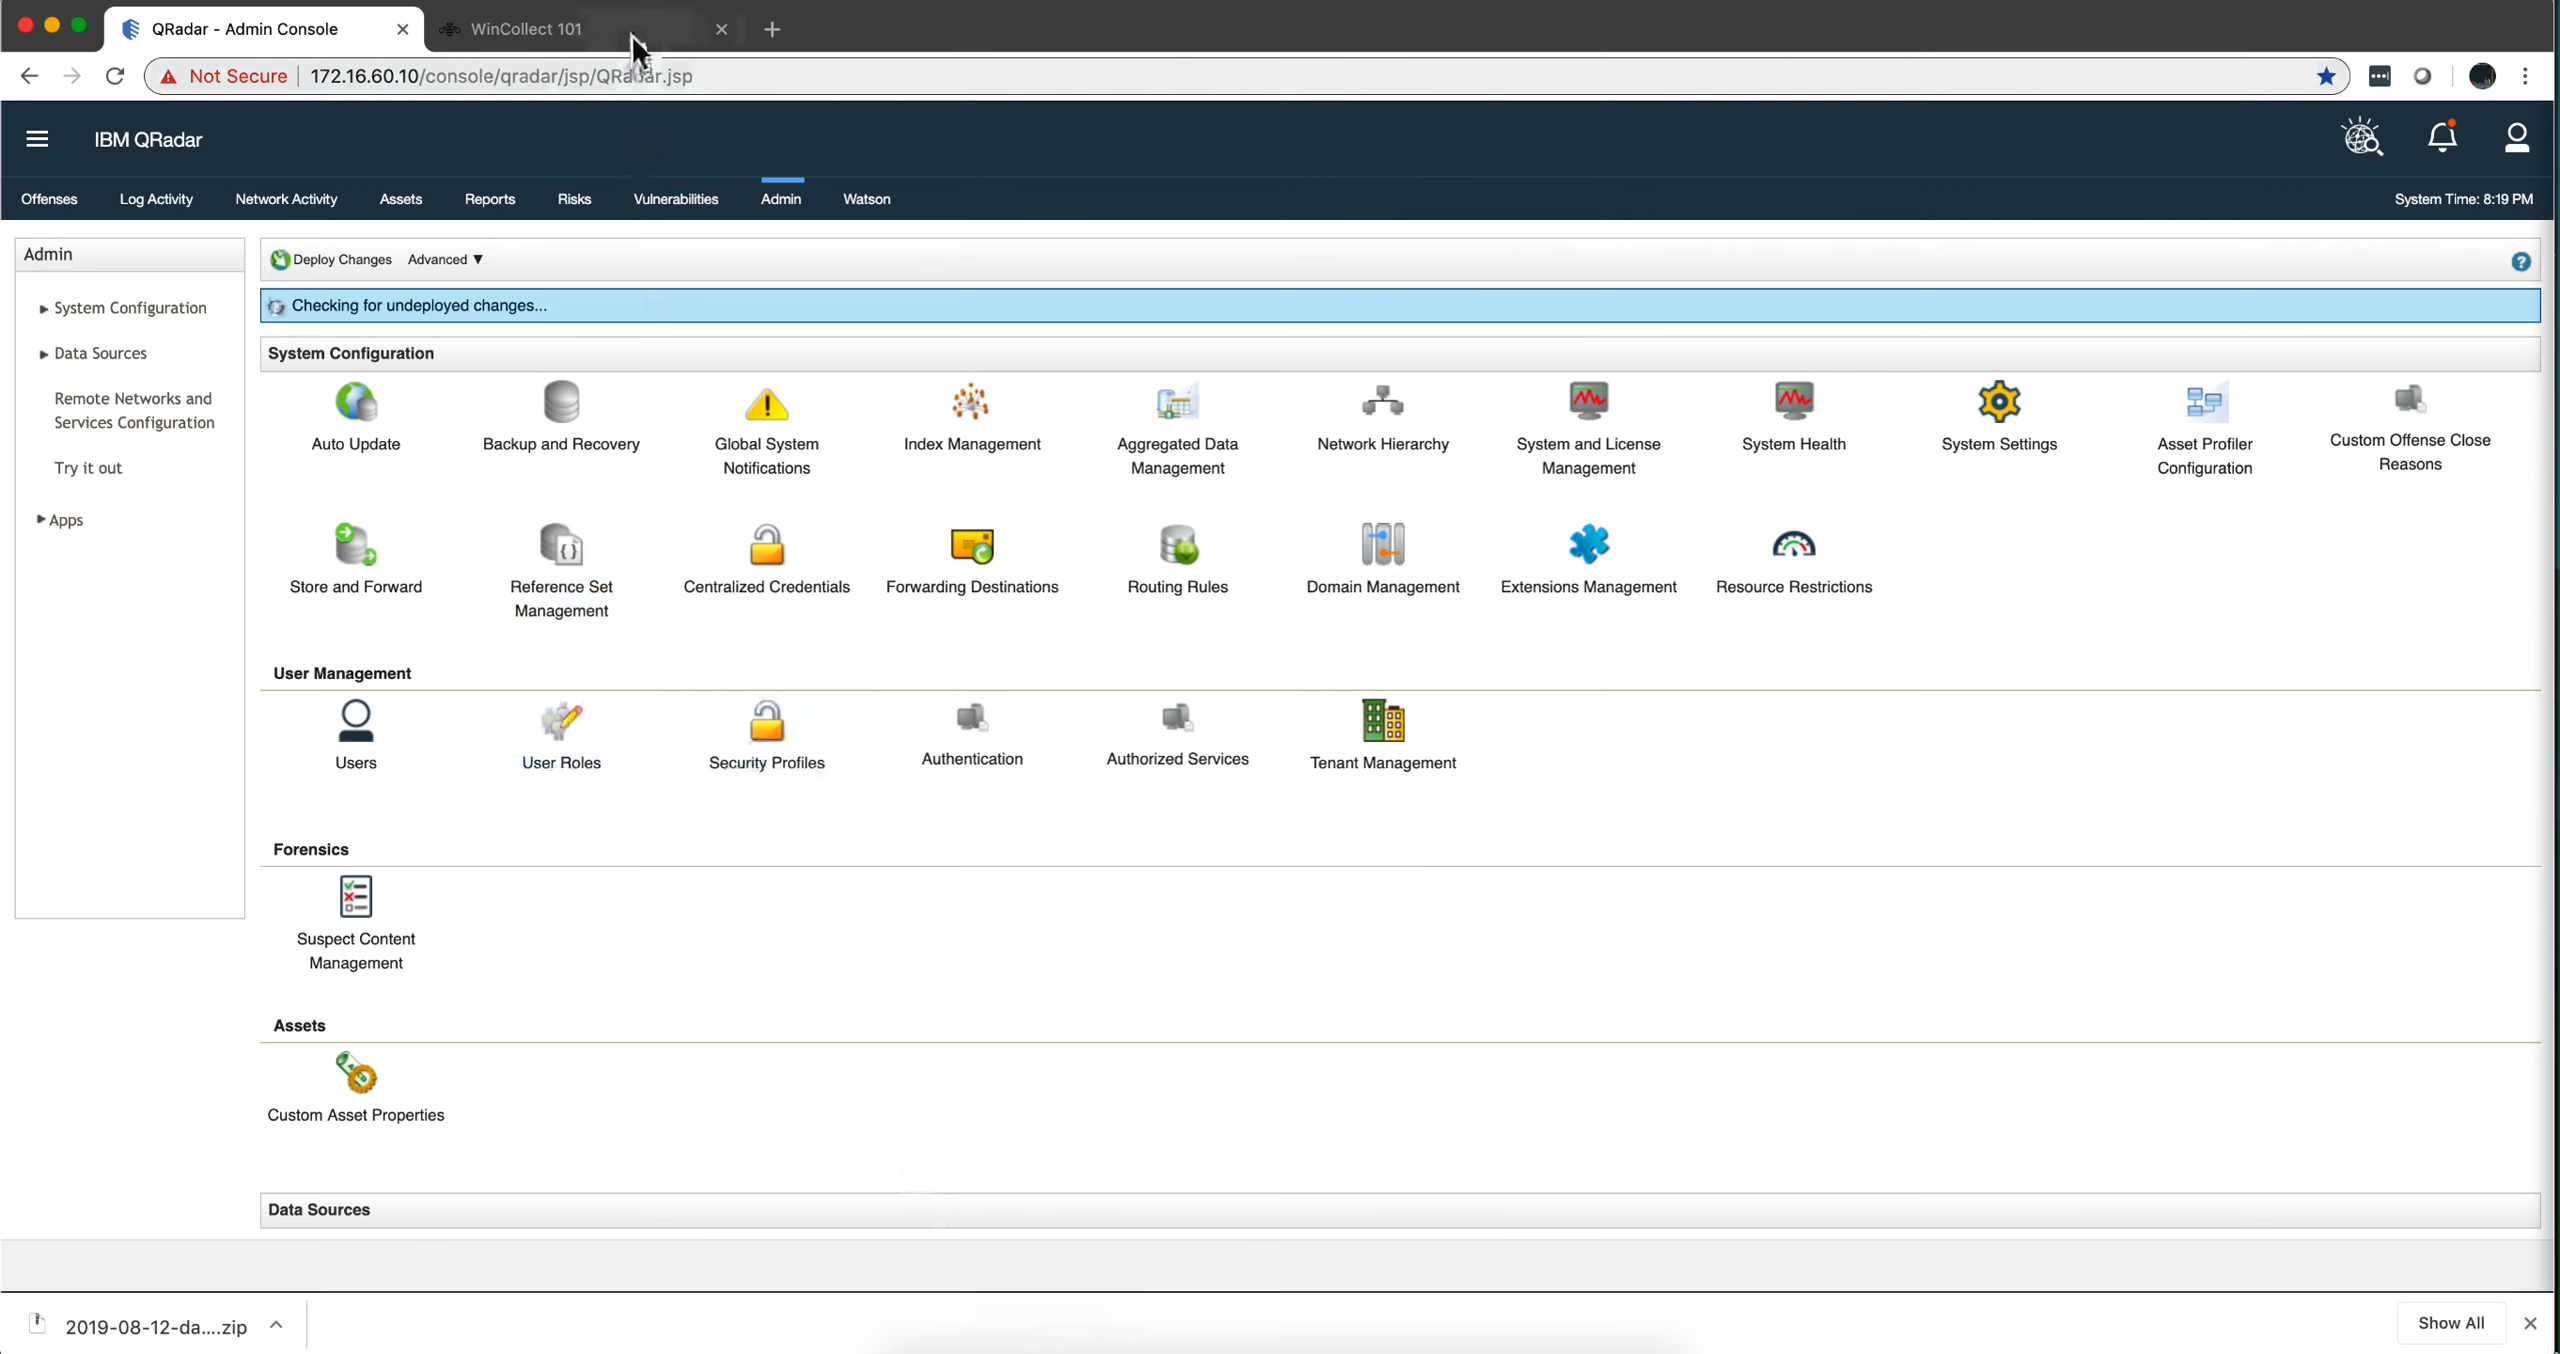 QRadar - Admin Console
WinCollect 101
Not Secure
172.16.60.10/console/qradar/jsp/QRadar.jsp
IBM QRadar
Offenses Log Activity Network Activity Assets Reports Risks Vulnerabilities Admin Watson System Time: 8:19 PM
Admin
System Configuration
Data Sources
Remote Networks and
Services Configuration
Try it out
Apps
Deploy Changes Advanced ▼
Checking for undeployed changes...
System Configuration
Auto Update
Backup and Recovery
Global System
Notifications
Index Management
Aggregated Data
Management
Network Hierarchy
System and License
Management
System Health
System Settings
Asset Profiler
Configuration
Custom Offense Close
Reasons
Store and Forward
Reference Set
Management
Centralized Credentials
Forwarding Destinations
Routing Rules
Domain Management
Extensions Management
Resource Restrictions
User Management
Users
User Roles
Security Profiles
Authentication
Authorized Services
Tenant Management
Forensics
Suspect Content
Management
Assets
Custom Asset Properties
Data Sources
2019-08-12-da....zip
Show All